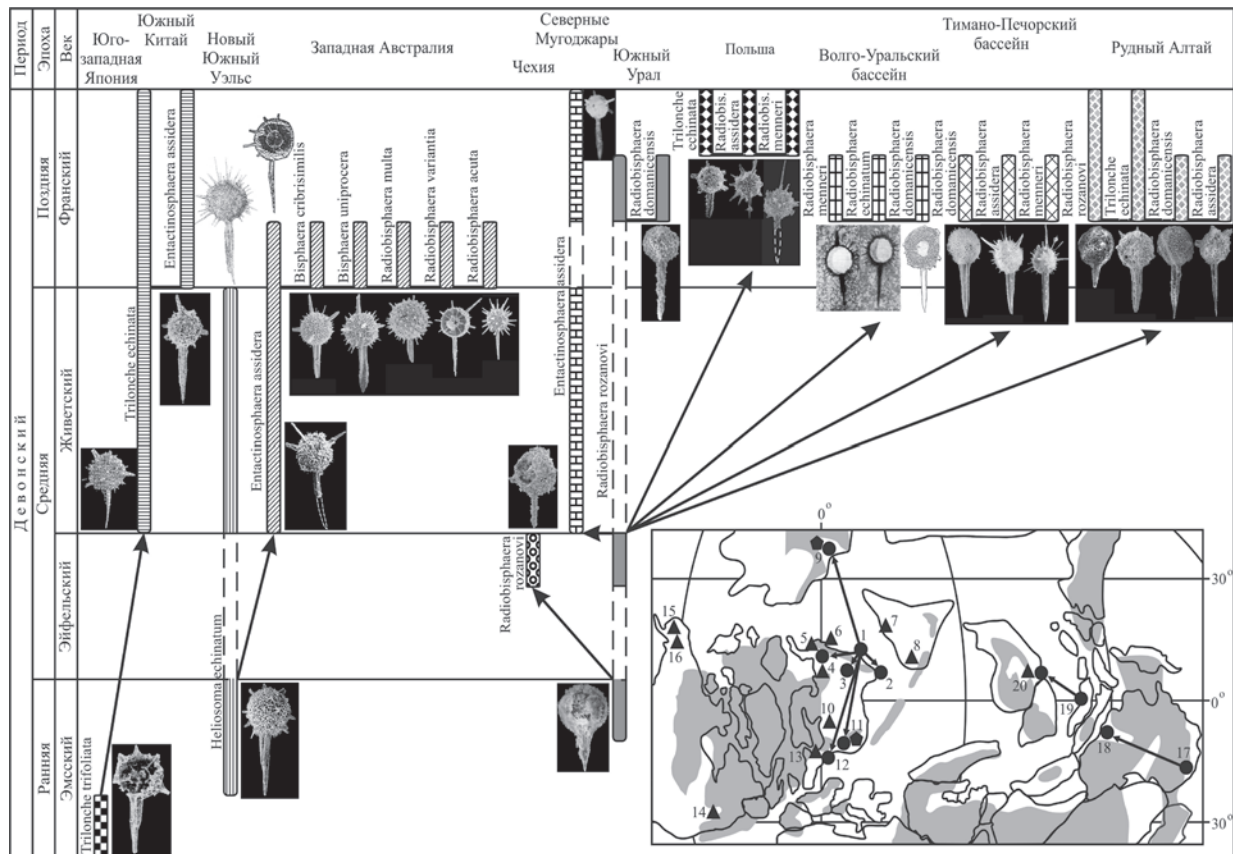 Период
Эпоха
Век
Юго-
западная
Япония
Южный
Китай
Новый
Южный
Уэльс
Западная Австралия
Чехия
Северные
Мугоджары
Южный
Урал
Польша
Волго-Уральский
бассейн
Тимано-Печорский
бассейн
Рудный Алтай
Девонский
Поздняя
Средняя
Ранняя
Франский
Живетский
Эйфельский
Эмсский
Trilonche trifoliata
Trilonche echinata
Entactinosphaera assidera
Heliosoma echinatum
Entactinosphaera assidera
Bisphaera cribrisimilis
Bisphaera uniprocera
Radiobisphaera multa
Radiobisphaera variantia
Radiobisphaera acuta
Radiobisphaera
rozanovi
Entactinosphaera assidera
Radiobisphaera rozanovi
Radiobisphaera
domanicensis
Trilonche
echinata
Radiobis.
assidera
Radiobis.
menneri
Radiobisphaera
menneri
Radiobisphaera
echinatum
Radiobisphaera
domanicensis
Radiobisphaera
domanicensis
Radiobisphaera
assidera
Radiobisphaera
menneri
Radiobisphaera
rozanovi
Trilonche
echinata
Radiobisphaera
domanicensis
Radiobisphaera
assidera
0°
30°
0°
30°
9
15
16
5
6
1
7
8
4
3
2
20
19
10
11
13
12
18
17
14